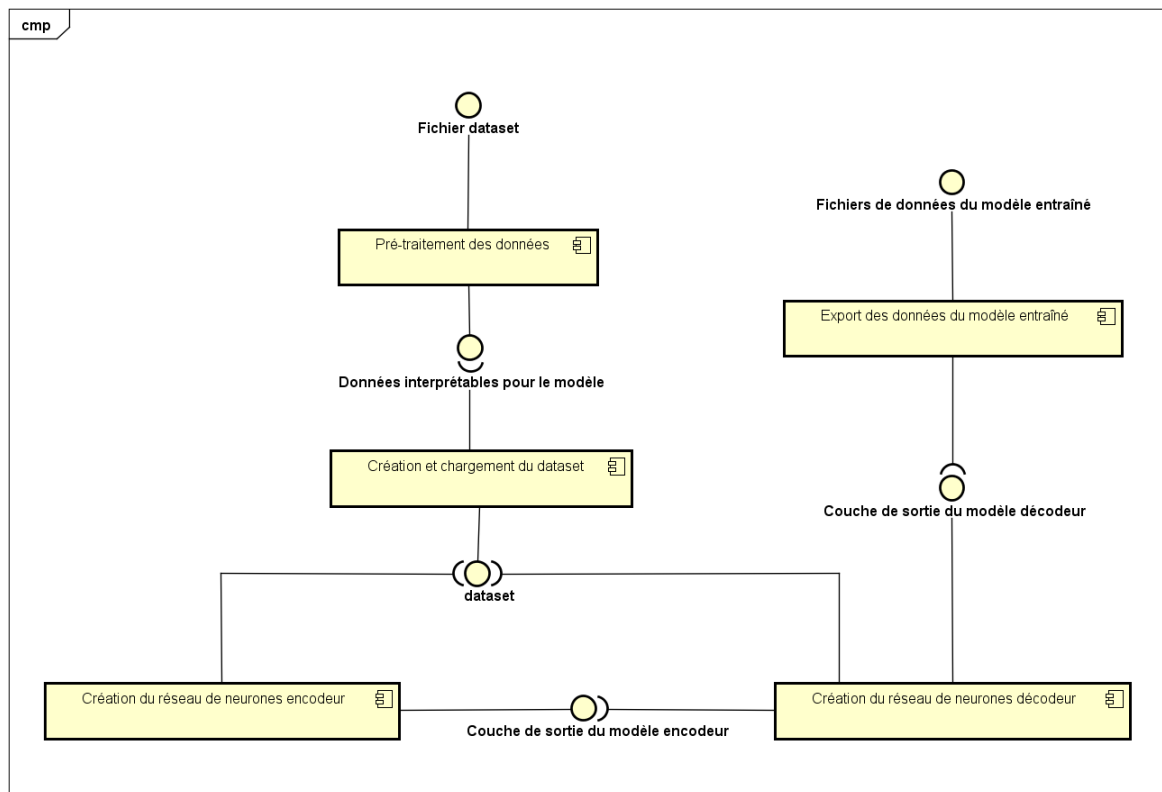 cmp
Fichier dataset
Fichiers de données du modèle entraîné
Pré-traitement des données
Export des données du modèle entraîné
Données interprétables pour le modèle
Création et chargement du dataset
Couche de sortie du modèle décodeur
dataset
Création du réseau de neurones encodeur
Création du réseau de neurones décodeur
Couche de sortie du modèle encodeur